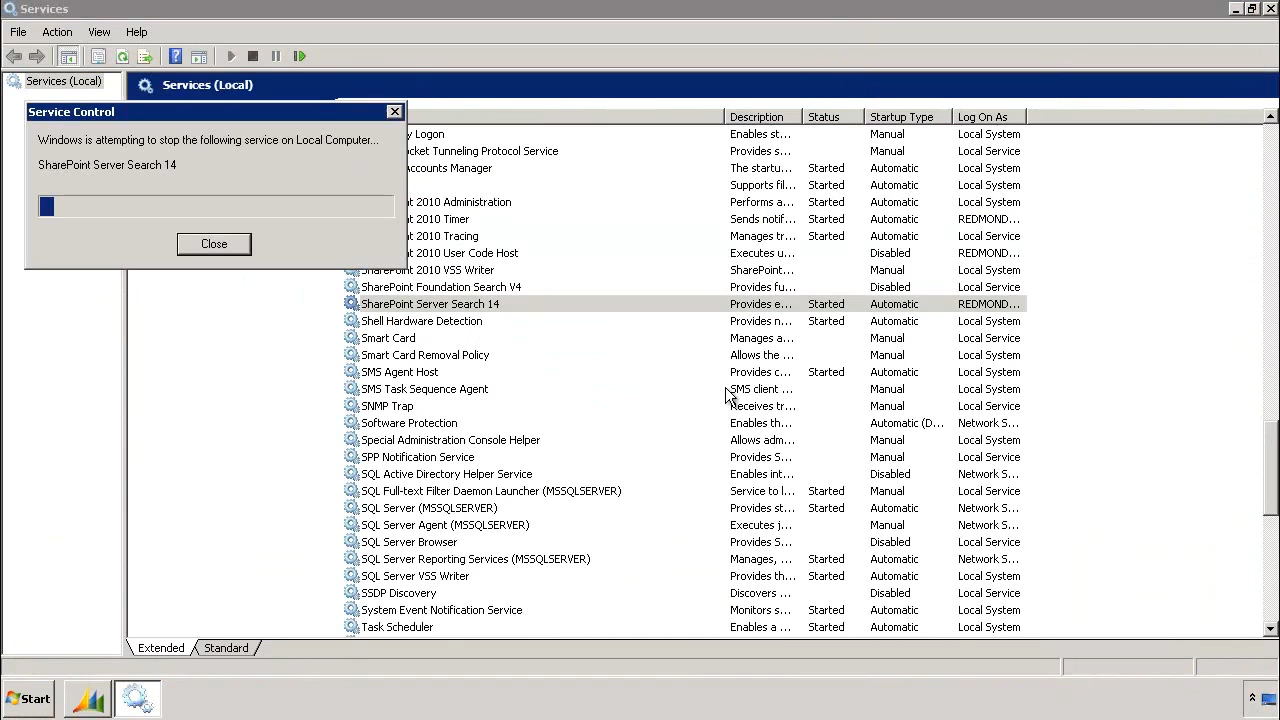 Services
File Action View Help
Services (Local)
Services (Local)
Service Control
Windows is attempting to stop the following service on Local Computer...
SharePoint Server Search 14
Close
Description Status Startup Type Log On As
y Logon Enables st... Manual Local System
ocket Tunneling Protocol Service Provides s... Manual Local Service
Accounts Manager The startu... Started Automatic Local System
Supports fil... Started Automatic Local System
t 2010 Administration Performs a... Started Automatic Local System
t 2010 Timer Sends notif... Started Automatic REDMOND...
t 2010 Tracing Manages tr... Started Automatic Local Service
t 2010 User Code Host Executes u... Disabled REDMOND...
SharePoint 2010 VSS Writer SharePoint... Manual Local System
SharePoint Foundation Search V4 Provides fu... Disabled Local Service
SharePoint Server Search 14 Provides e... Started Automatic REDMOND...
Shell Hardware Detection Provides n... Started Automatic Local System
Smart Card Manages a... Manual Local Service
Smart Card Removal Policy Allows the ... Manual Local System
SMS Agent Host Provides c... Started Automatic Local System
SMS Task Sequence Agent SMS client ... Manual Local System
SNMP Trap Receives tr... Manual Local Service
Software Protection Enables th... Automatic (D... Network S...
Special Administration Console Helper Allows adm... Manual Local System
SPP Notification Service Provides S... Manual Local Service
SQL Active Directory Helper Service Enables int... Disabled Network S...
SQL Full-text Filter Daemon Launcher (MSSQLSERVER) Service to l... Started Manual Local Service
SQL Server (MSSQLSERVER) Provides st... Started Automatic Network S...
SQL Server Agent (MSSQLSERVER) Executes j... Manual Network S...
SQL Server Browser Provides S... Disabled Local Service
SQL Server Reporting Services (MSSQLSERVER) Manages, ... Started Automatic Network S...
SQL Server VSS Writer Provides th... Started Automatic Local System
SSDP Discovery Discovers ... Disabled Local Service
System Event Notification Service Monitors s... Started Automatic Local System
Task Scheduler Enables a ... Started Automatic Local System
Extended Standard
Start